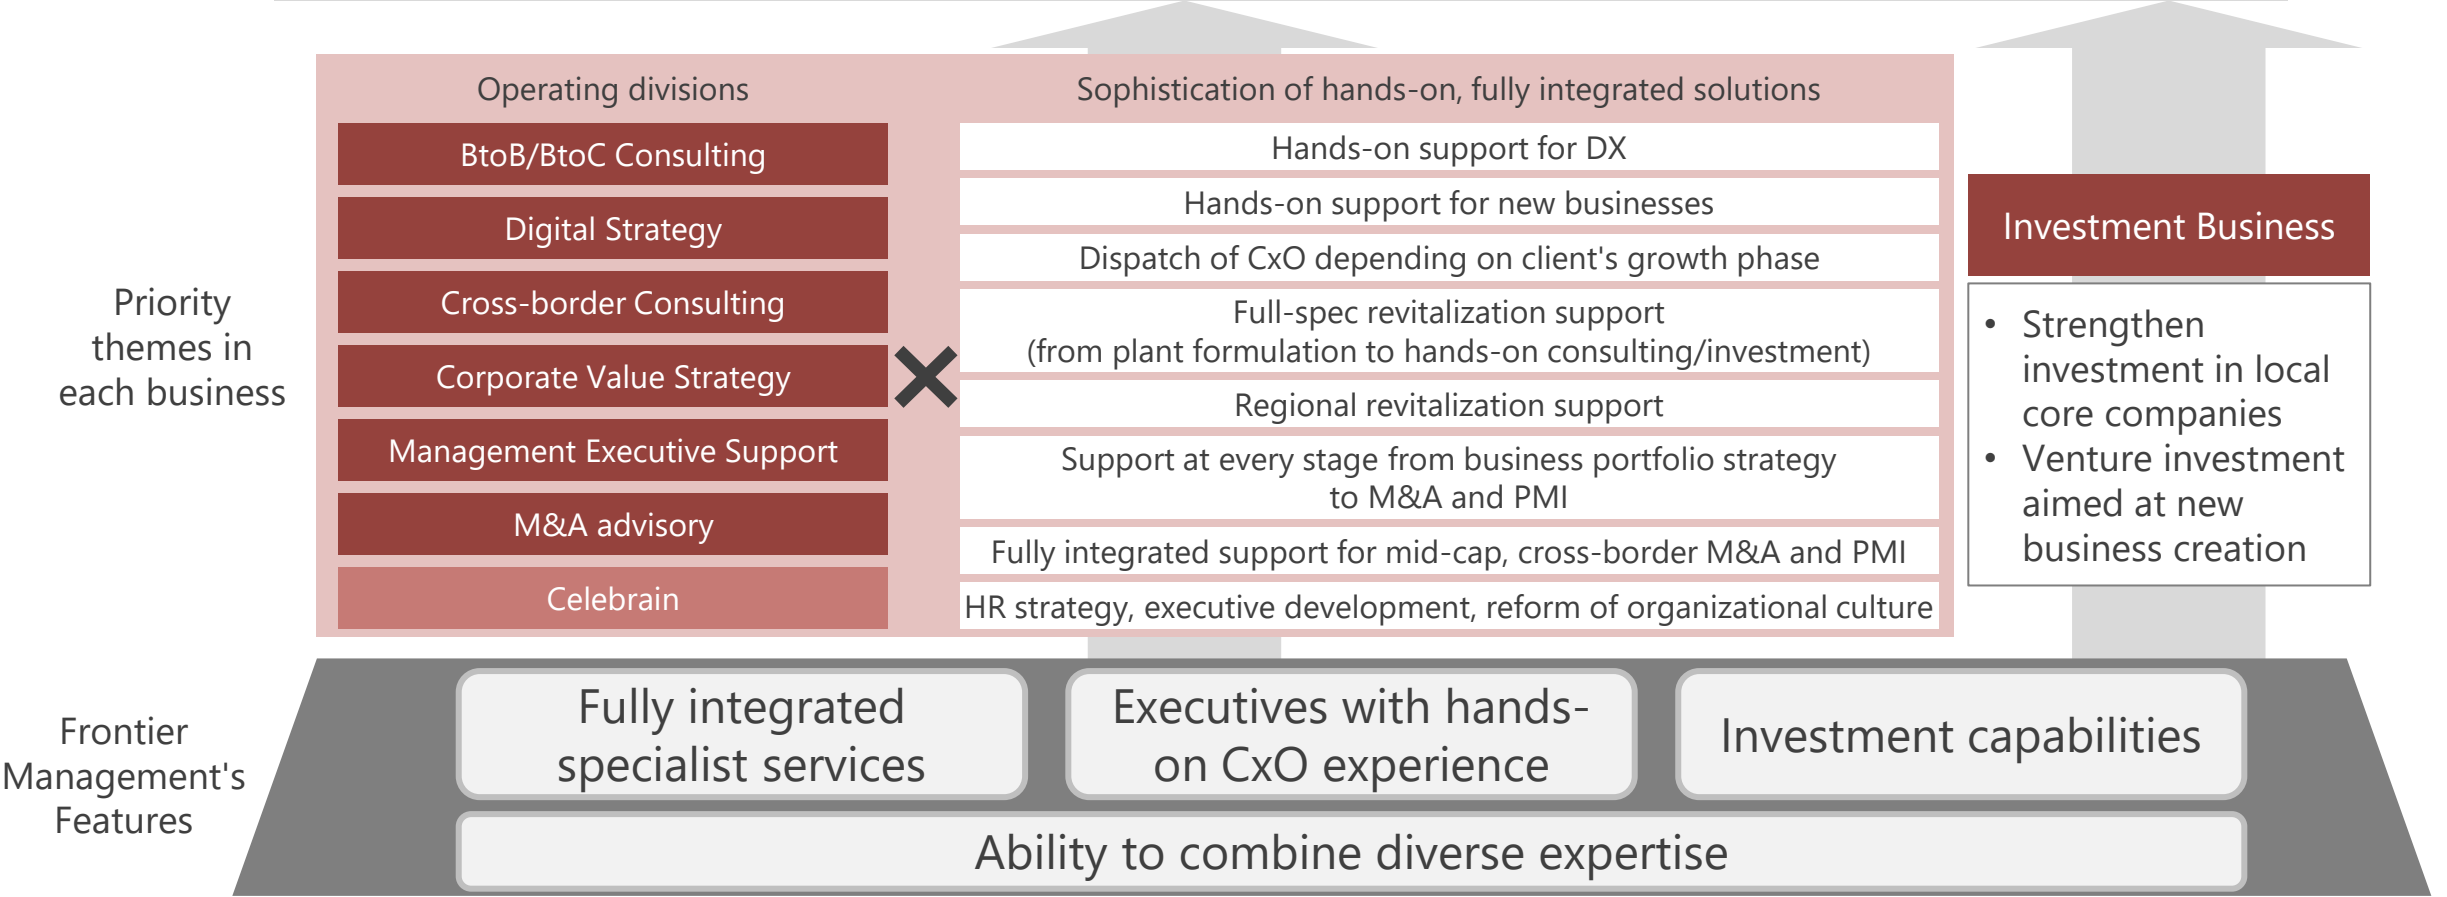 Priority
themes in
each business
Operating divisions
BtoB/BtoC Consulting
Digital Strategy
Cross-border Consulting
Corporate Value Strategy
Management Executive Support
M&A advisory
Celebrain
Sophistication of hands-on, fully integrated solutions
Hands-on support for DX
Hands-on support for new businesses
Dispatch of CxO depending on client's growth phase
Full-spec revitalization support
(from plant formulation to hands-on consulting/investment)
Regional revitalization support
Support at every stage from business portfolio strategy
to M&A and PMI
Fully integrated support for mid-cap, cross-border M&A and PMI
HR strategy, executive development, reform of organizational culture
Investment Business
• Strengthen
investment in local
core companies
• Venture investment
aimed at new
business creation
Frontier
Management's
Features
Fully integrated
specialist services
Executives with hands-
on CxO experience
Investment capabilities
Ability to combine diverse expertise